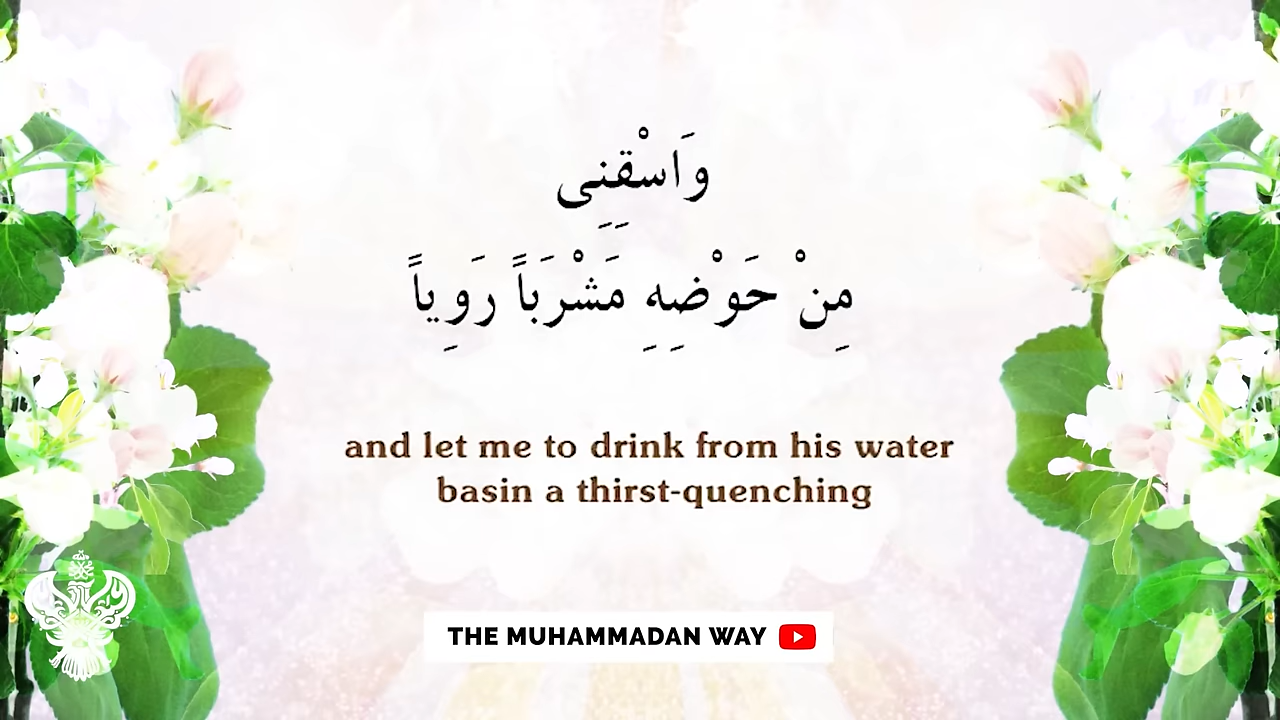 وَاسْقِنِى
مِنْ حَوْضِهِ مَشْرَباً رَوِياً
and let me to drink from his water
basin a thirst-quenching
THE MUHAMMADAN WAY